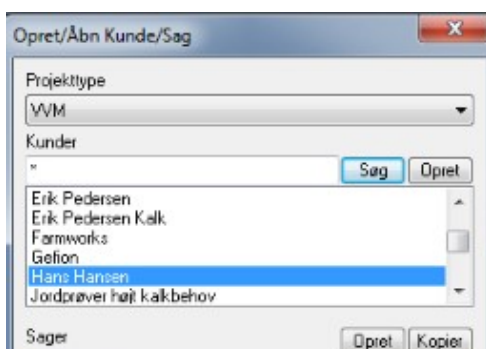 Opret/Åbn Kunde/Sag
Projekttype
VVM
Kunder
*
Søg Opret
Erik Pedersen
Erik Pedersen Kalk
Farmworks
Gefion
Hans Hansen
Jordprøver højt kalkbehov
Sager
Opret Kopier